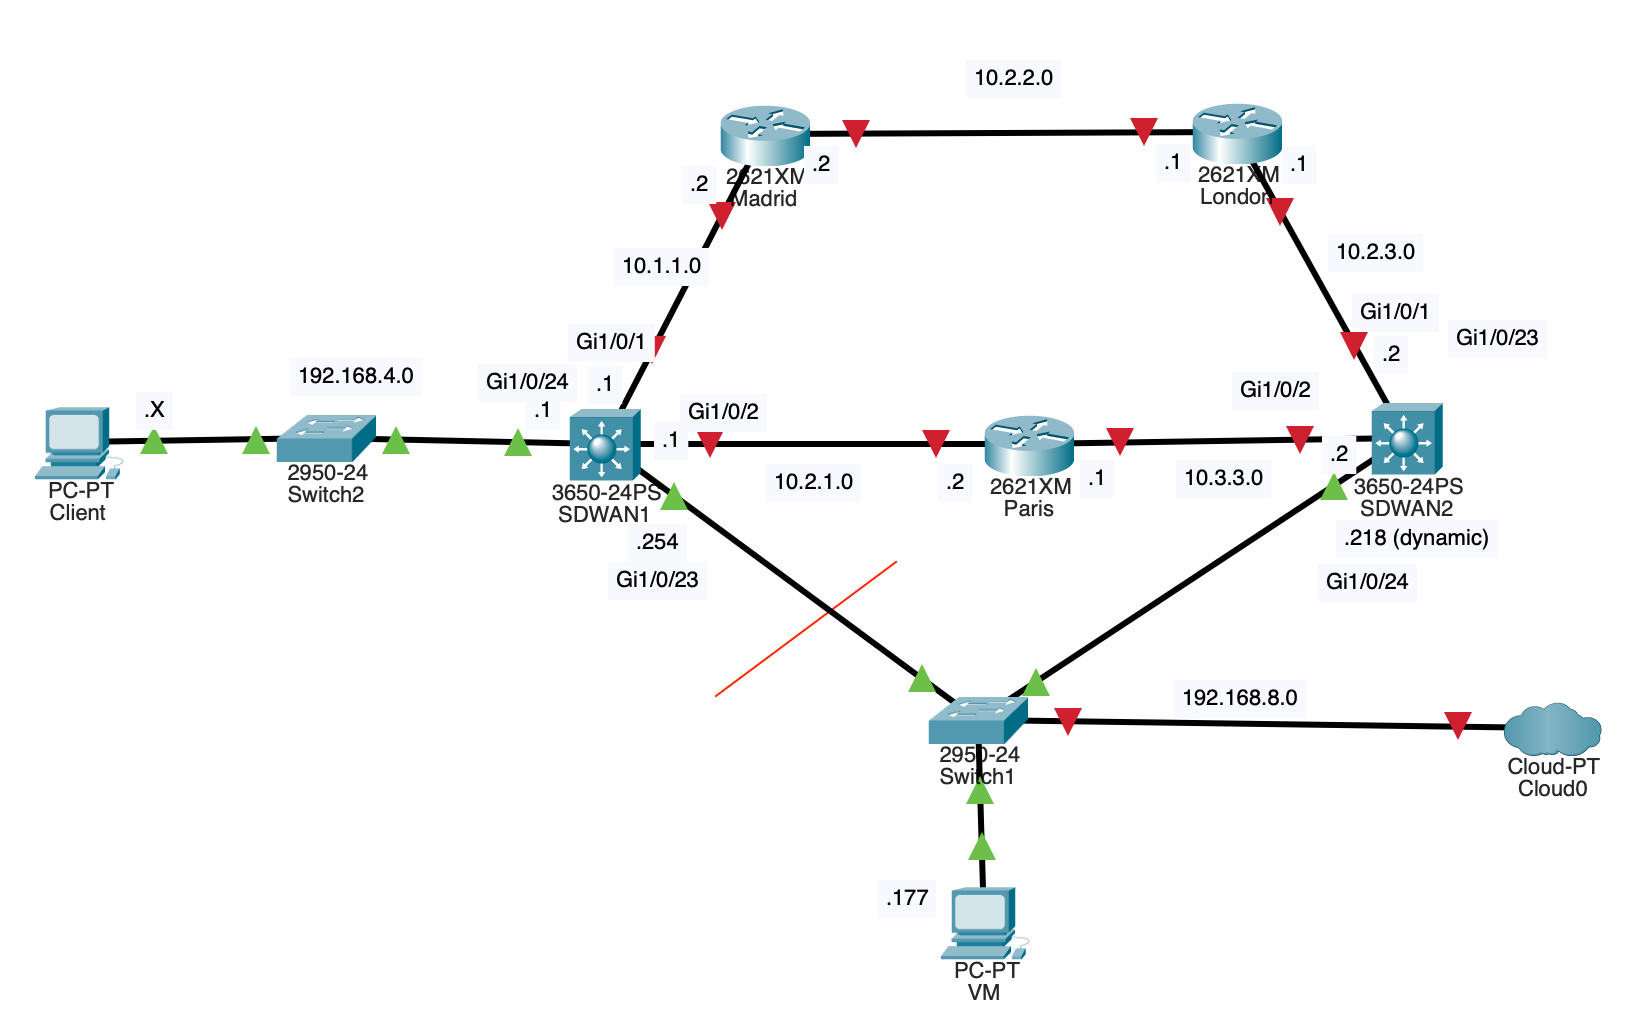 10.2.2.0
.2
.1
.1
2621XM
Madrid
2621XM
London
.2
10.1.1.0
10.2.3.0
Gi1/0/1
Gi1/0/1
Gi1/0/23
.2
192.168.4.0
Gi1/0/24
.1
Gi1/0/2
.X
.1
Gi1/0/2
.1
.2
PC-PT
Client
2950-24
Switch2
3650-24PS
SDWAN1
10.2.1.0
.2
2621XM
Paris
.1
10.3.3.0
3650-24PS
SDWAN2
.254
Gi1/0/23
.218 (dynamic)
Gi1/0/24
192.168.8.0
2950-24
Switch1
Cloud-PT
Cloud0
.177
PC-PT
VM